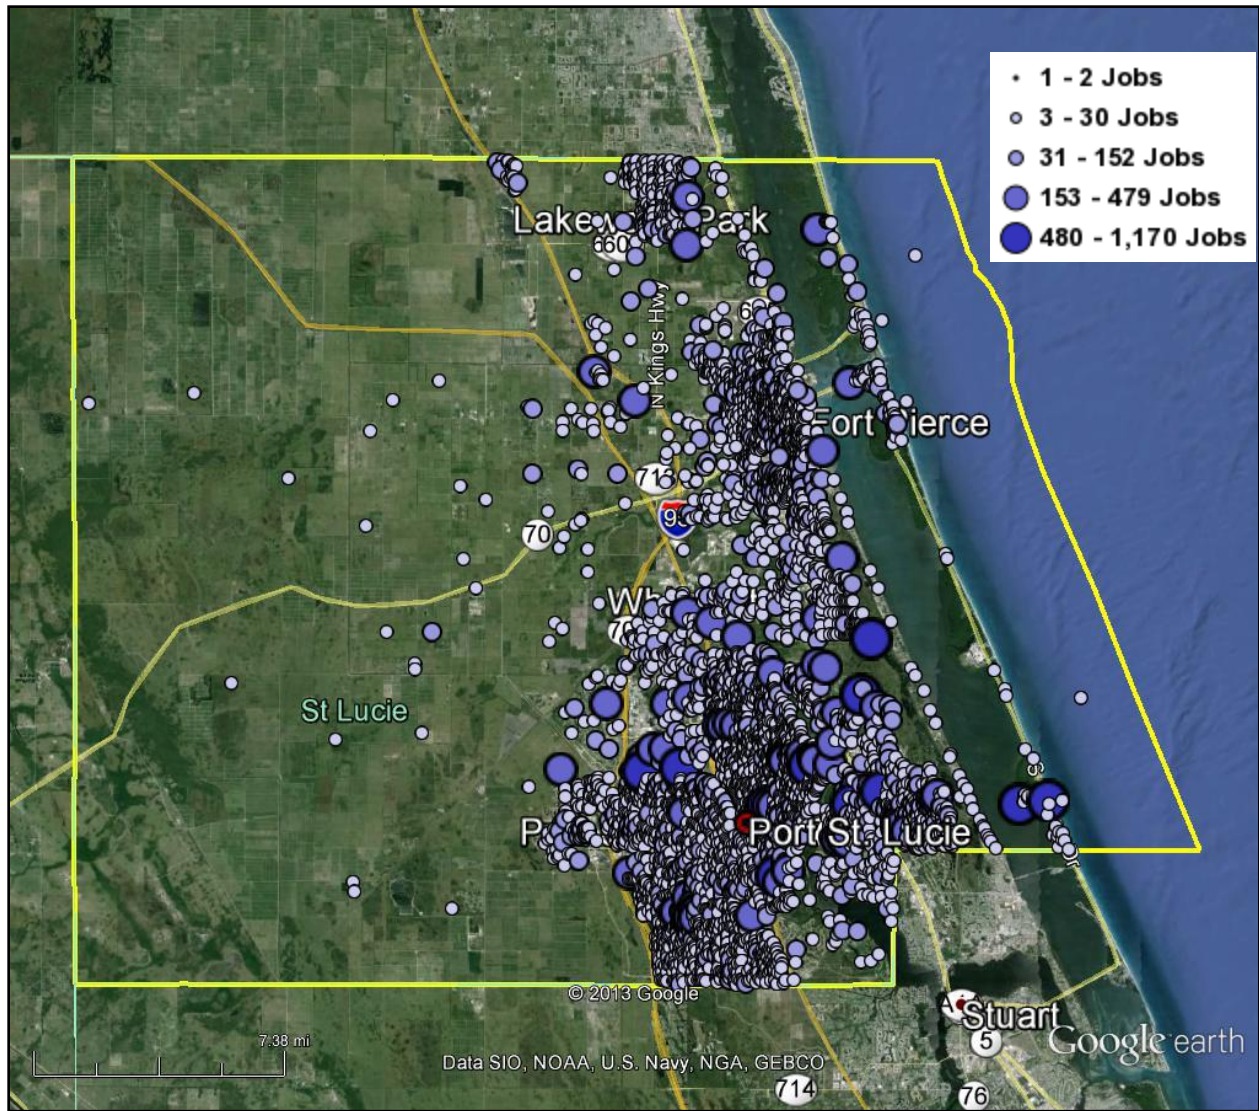 1 - 2 Jobs
3 - 30 Jobs
31 - 152 Jobs
153 - 479 Jobs
480 - 1,170 Jobs
Park
N Kings Hwy
Fort Pierce
70
St Lucie
Port St. Lucie
© 2013 Google
7.38 mi
Stuart
5
Google earth
Data SIO, NOAA, U.S. Navy, NGA, GEBCO
714
76